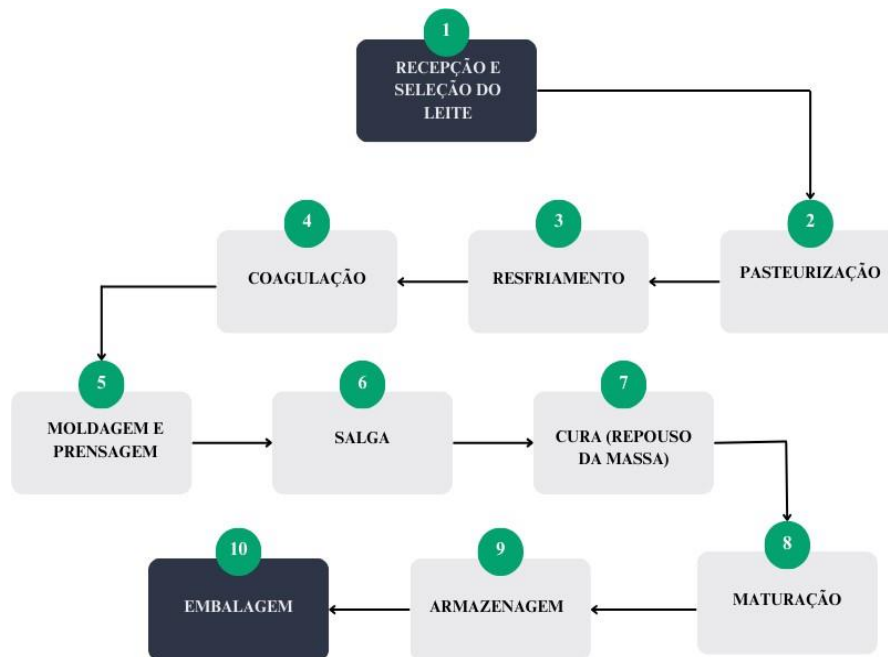 1
RECEPÇÃO E
SELEÇÃO DO
LEITE
2
PASTEURIZAÇÃO
3
RESFRIAMENTO
4
COAGULAÇÃO
5
MOLDAGEM E
PRENSAGEM
6
SALGA
7
CURA (REPOUSO
DA MASSA)
8
MATURAÇÃO
9
ARMAZENAGEM
10
EMBALAGEM